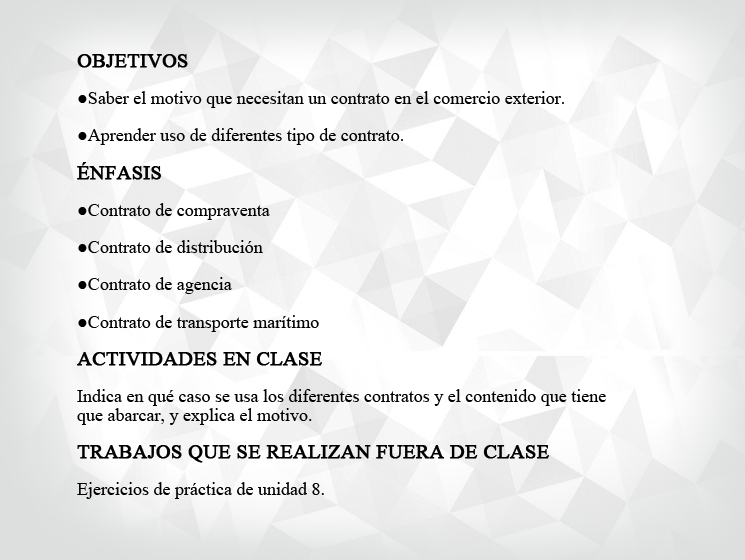 OBJETIVOS
●Saber el motivo que necesitan un contrato en el comercio exterior.
●Aprender uso de diferentes tipo de contrato.
ÉNFASIS
●Contrato de compraventa
●Contrato de distribución
●Contrato de agencia
●Contrato de transporte marítimo
ACTIVIDADES EN CLASE
Indica en qué caso se usa los diferentes contratos y el contenido que tiene
que abarcar, y explica el motivo.
TRABAJOS QUE SE REALIZAN FUERA DE CLASE
Ejercicios de práctica de unidad 8.